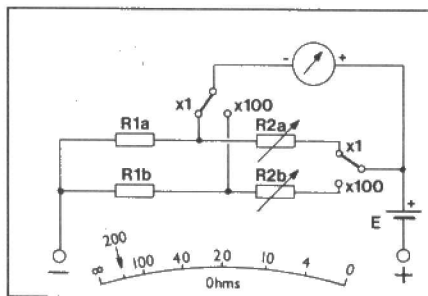 - +
x1
R1a x100 R2a x1
R1b R2b x100
E +
200
∞ 100 40 20 10 4 0
Ohms
— +